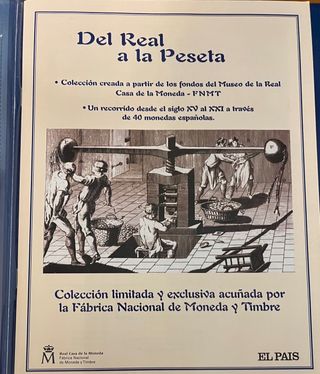 Del Real
a la Peseta
• Colección creada a partir de los fondos del Museo de la Real
Casa de la Moneda - FNMT
• Un recorrido desde el siglo XV al XXI a través
de 40 monedas españolas.
Colección limitada y exclusiva acuñada por
la Fábrica Nacional de Moneda y Timbre
M
Real Casa de la Moneda
Fábrica Nacional
de Moneda y Timbre
EL PAIS